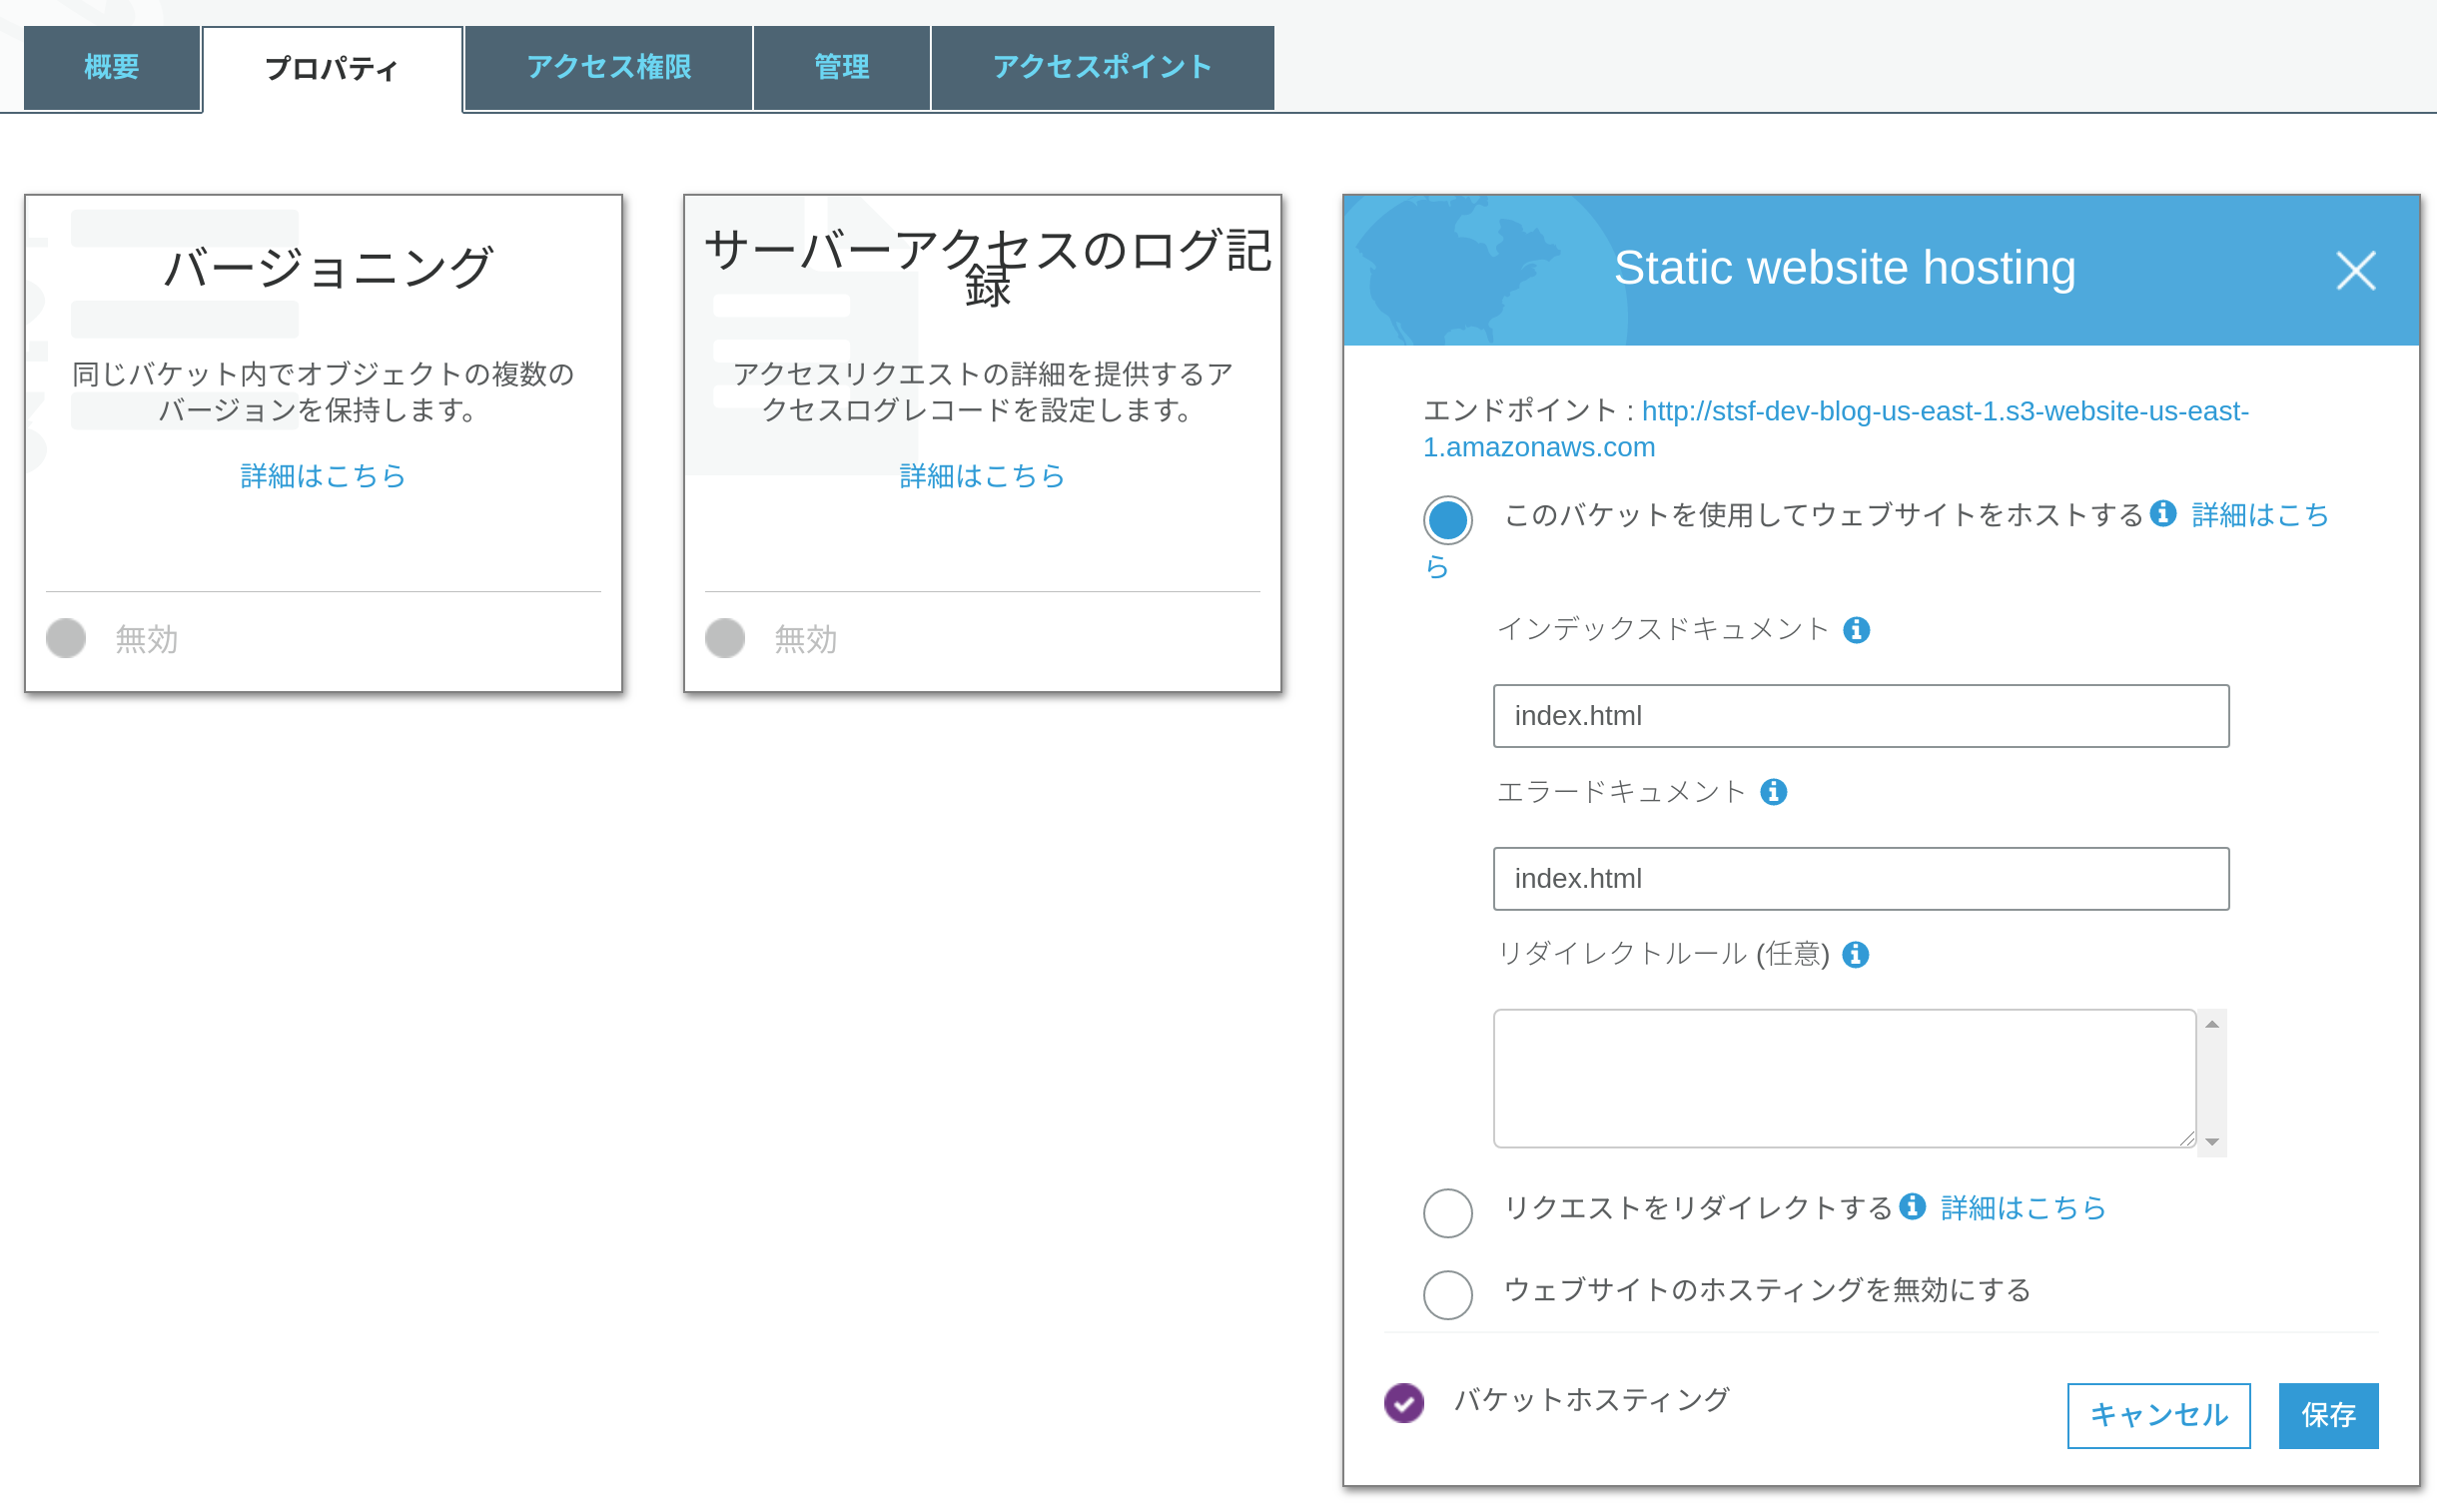 概要
プロパティ
アクセス権限
管理
アクセスポイント
バージョニング
同じバケット内でオブジェクトの複数の
バージョンを保持します。
詳細はこちら
無効
サーバーアクセスのログ記
録
アクセスリクエストの詳細を提供するア
クセスログレコードを設定します。
詳細はこちら
無効
Static website hosting
エンドポイント : http://stsf-dev-blog-us-east-1.s3-website-us-east-
1.amazonaws.com
このバケットを使用してウェブサイトをホストする 詳細はこち
ら
インデックスドキュメント
index.html
エラードキュメント
index.html
リダイレクトルール (任意)
リクエストをリダイレクトする 詳細はこちら
ウェブサイトのホスティングを無効にする
バケットホスティング
キャンセル
保存